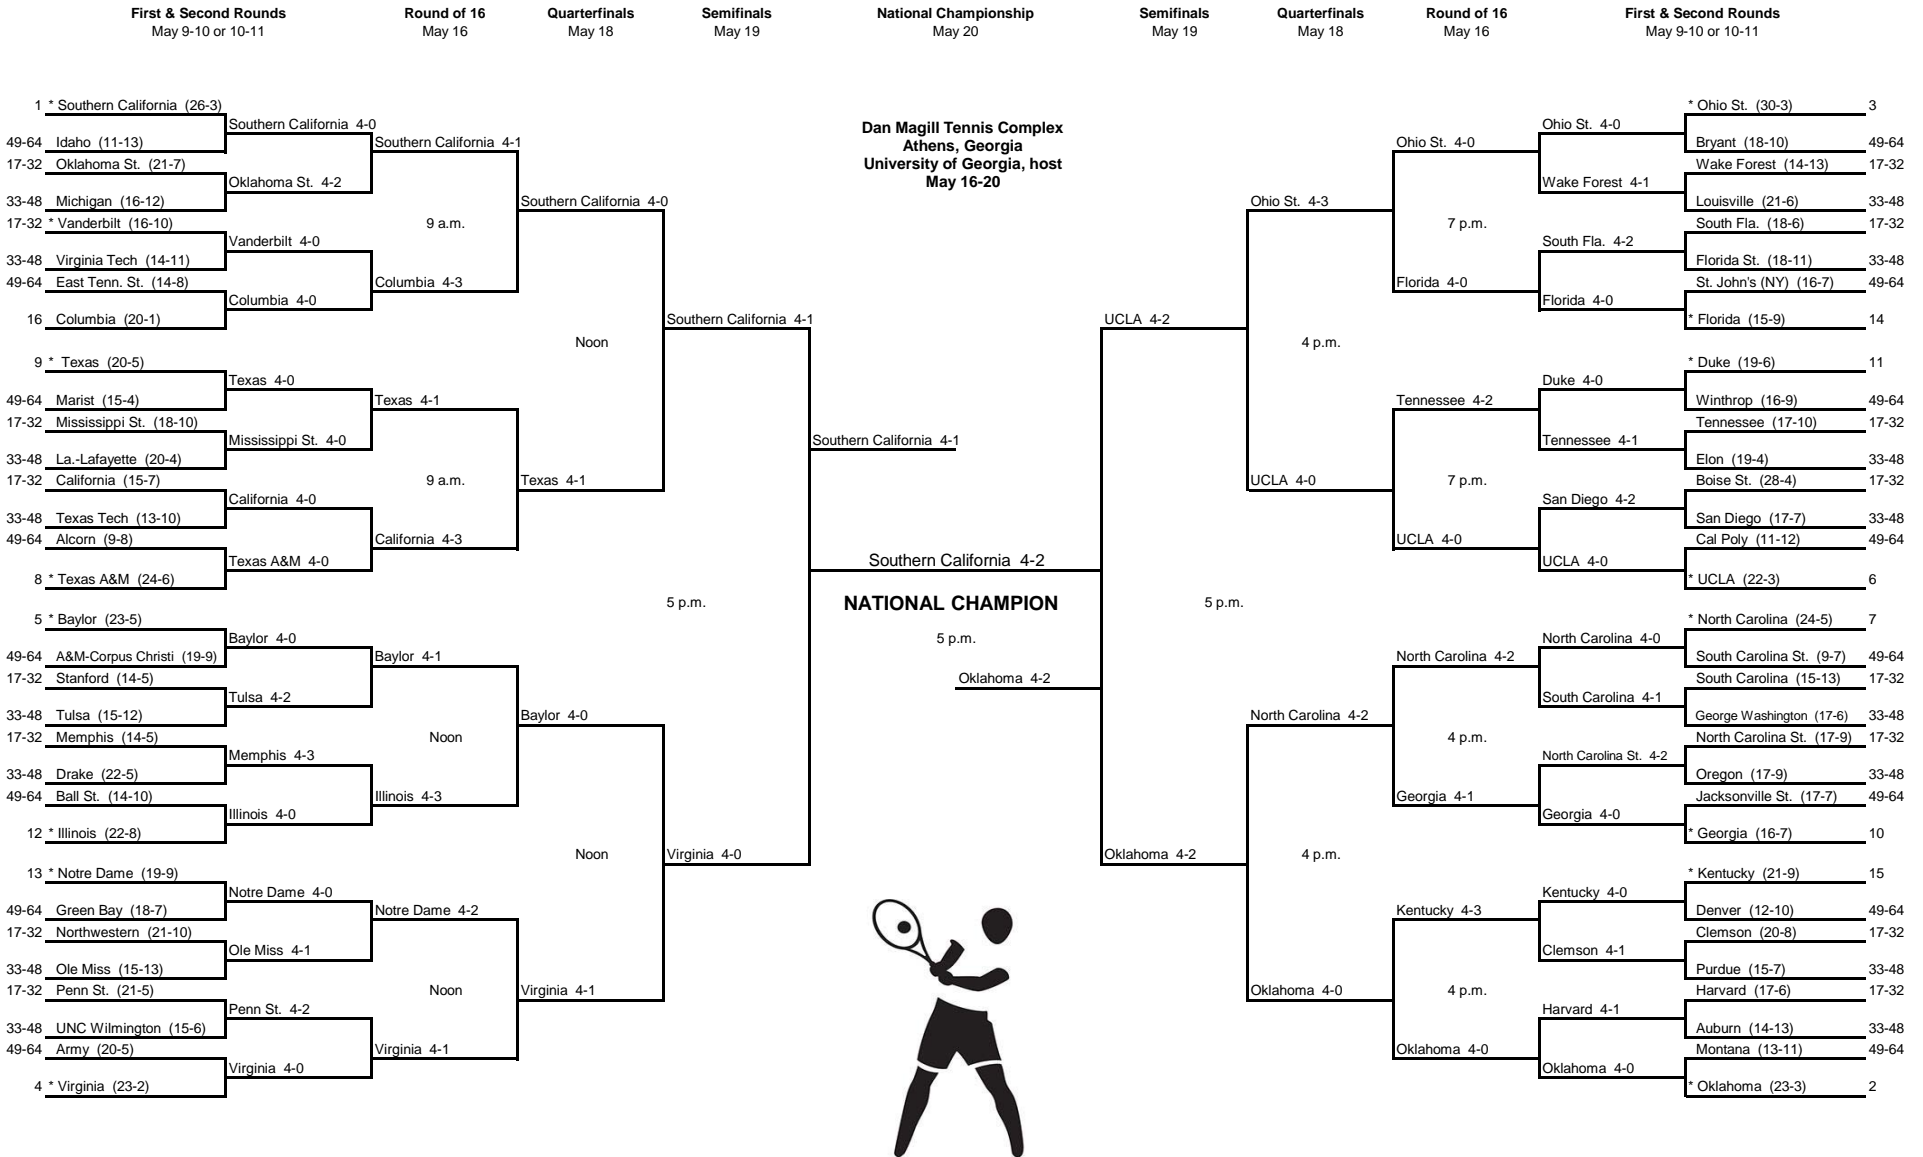 First & Second Rounds
May 9-10 or 10-11
Round of 16
May 16
Quarterfinals
May 18
Semifinals
May 19
National Championship
May 20
Semifinals
May 19
Quarterfinals
May 18
Round of 16
May 16
First & Second Rounds
May 9-10 or 10-11
Dan Magill Tennis Complex
Athens, Georgia
University of Georgia, host
May 16-20
1 * Southern California (26-3)
49-64 Idaho (11-13)
17-32 Oklahoma St. (21-7)
33-48 Michigan (16-12)
17-32 * Vanderbilt (16-10)
33-48 Virginia Tech (14-11)
49-64 East Tenn. St. (14-8)
16 Columbia (20-1)
9 * Texas (20-5)
49-64 Marist (15-4)
17-32 Mississippi St. (18-10)
33-48 La.-Lafayette (20-4)
17-32 California (15-7)
33-48 Texas Tech (13-10)
49-64 Alcorn (9-8)
8 * Texas A&M (24-6)
5 * Baylor (23-5)
49-64 A&M-Corpus Christi (19-9)
17-32 Stanford (14-5)
33-48 Tulsa (15-12)
17-32 Memphis (14-5)
33-48 Drake (22-5)
49-64 Ball St. (14-10)
12 * Illinois (22-8)
13 * Notre Dame (19-9)
49-64 Green Bay (18-7)
17-32 Northwestern (21-10)
33-48 Ole Miss (15-13)
17-32 Penn St. (21-5)
33-48 UNC Wilmington (15-6)
49-64 Army (20-5)
4 * Virginia (23-2)
Southern California 4-0
Oklahoma St. 4-2
Vanderbilt 4-0
Columbia 4-0
Texas 4-0
Mississippi St. 4-0
California 4-0
Texas A&M 4-0
Baylor 4-0
Tulsa 4-2
Memphis 4-3
Illinois 4-0
Notre Dame 4-0
Ole Miss 4-1
Penn St. 4-2
Virginia 4-0
Southern California 4-1
9 a.m.
Columbia 4-3
Texas 4-1
9 a.m.
California 4-3
Baylor 4-1
Noon
Illinois 4-3
Notre Dame 4-2
Noon
Virginia 4-1
Southern California 4-0
Noon
Texas 4-1
Baylor 4-0
Noon
Virginia 4-1
Southern California 4-1
5 p.m.
Virginia 4-0
Southern California 4-1
Southern California 4-2
NATIONAL CHAMPION
5 p.m.
Oklahoma 4-2
UCLA 4-2
5 p.m.
Oklahoma 4-2
Ohio St. 4-3
4 p.m.
UCLA 4-0
North Carolina 4-2
4 p.m.
Oklahoma 4-0
Ohio St. 4-0
7 p.m.
Florida 4-0
Tennessee 4-2
7 p.m.
UCLA 4-0
North Carolina 4-2
4 p.m.
Georgia 4-1
Kentucky 4-3
4 p.m.
Oklahoma 4-0
Ohio St. 4-0
Wake Forest 4-1
South Fla. 4-2
Florida 4-0
Duke 4-0
Tennessee 4-1
San Diego 4-2
UCLA 4-0
North Carolina 4-0
South Carolina 4-1
North Carolina St. 4-2
Georgia 4-0
Kentucky 4-0
Clemson 4-1
Harvard 4-1
Oklahoma 4-0
* Ohio St. (30-3) 3
Bryant (18-10) 49-64
Wake Forest (14-13) 17-32
Louisville (21-6) 33-48
South Fla. (18-6) 17-32
Florida St. (18-11) 33-48
St. John's (NY) (16-7) 49-64
* Florida (15-9) 14
* Duke (19-6) 11
Winthrop (16-9) 49-64
Tennessee (17-10) 17-32
Elon (19-4) 33-48
Boise St. (28-4) 17-32
San Diego (17-7) 33-48
Cal Poly (11-12) 49-64
* UCLA (22-3) 6
* North Carolina (24-5) 7
South Carolina St. (9-7) 49-64
South Carolina (15-13) 17-32
George Washington (17-6) 33-48
North Carolina St. (17-9) 17-32
Oregon (17-9) 33-48
Jacksonville St. (17-7) 49-64
* Georgia (16-7) 10
* Kentucky (21-9) 15
Denver (12-10) 49-64
Clemson (20-8) 17-32
Purdue (15-7) 33-48
Harvard (17-6) 17-32
Auburn (14-13) 33-48
Montana (13-11) 49-64
* Oklahoma (23-3) 2